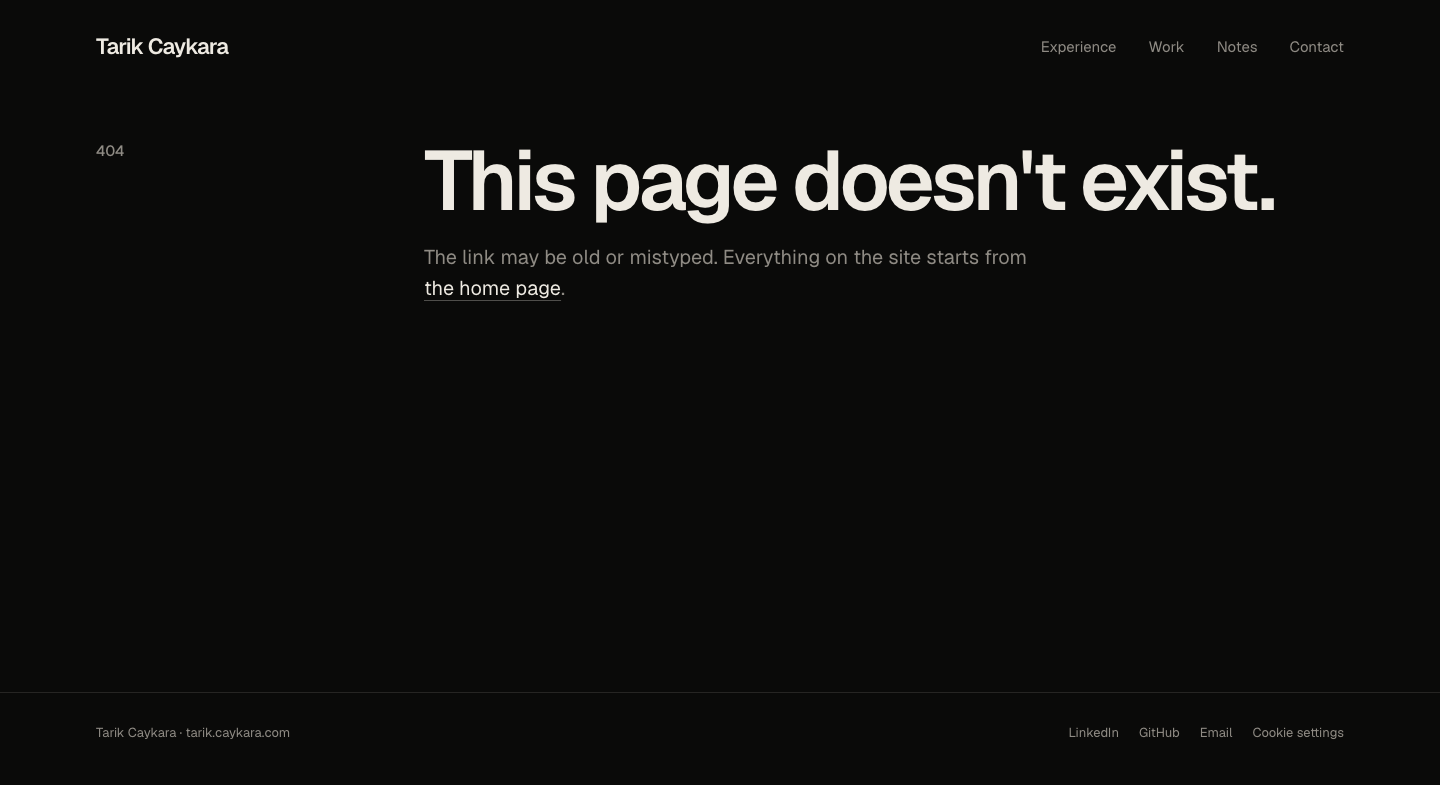 Tarik Caykara
Experience Work Notes Contact
404
This page doesn't exist.
The link may be old or mistyped. Everything on the site starts from
the home page.
Tarik Caykara · tarik.caykara.com
LinkedIn GitHub Email Cookie settings